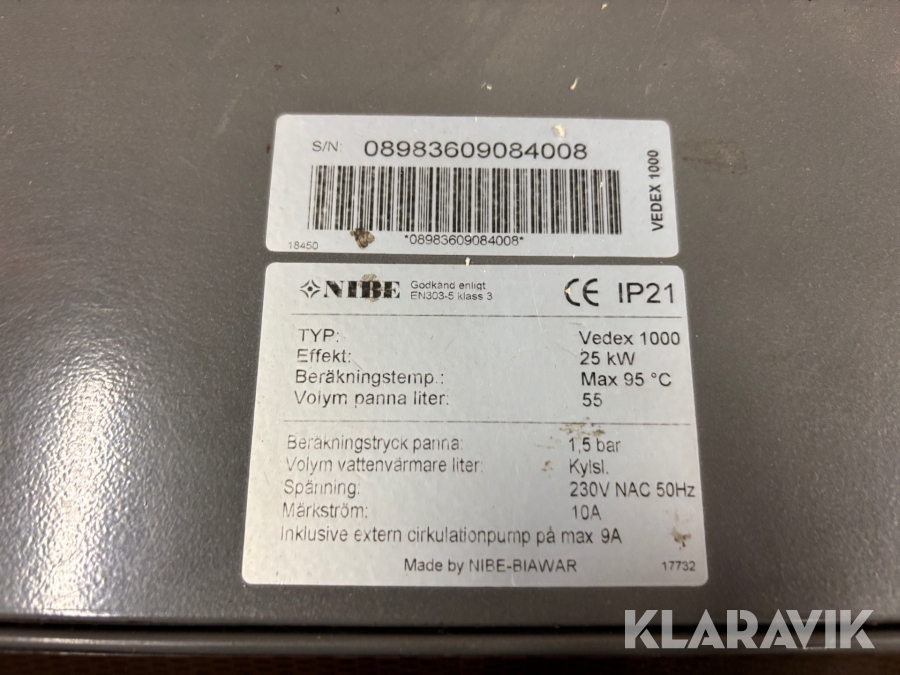 S/N: 08983609084008
*08983609084008*
18450
VEDEX 1000
NIBE
Godkänd enligt
EN303-5 klass 3
CE IP21
TYP: Vedex 1000
Effekt: 25 kW
Beräkningstemp.: Max 95 °C
Volym panna liter: 55
Beräkningstryck panna: 1,5 bar
Volym vattenvärmare liter: Kylsl.
Spänning: 230V NAC 50Hz
Märkström: 10A
Inklusive extern cirkulationpump på max 9A
Made by NIBE-BIAWAR
17732
KLARAVIK